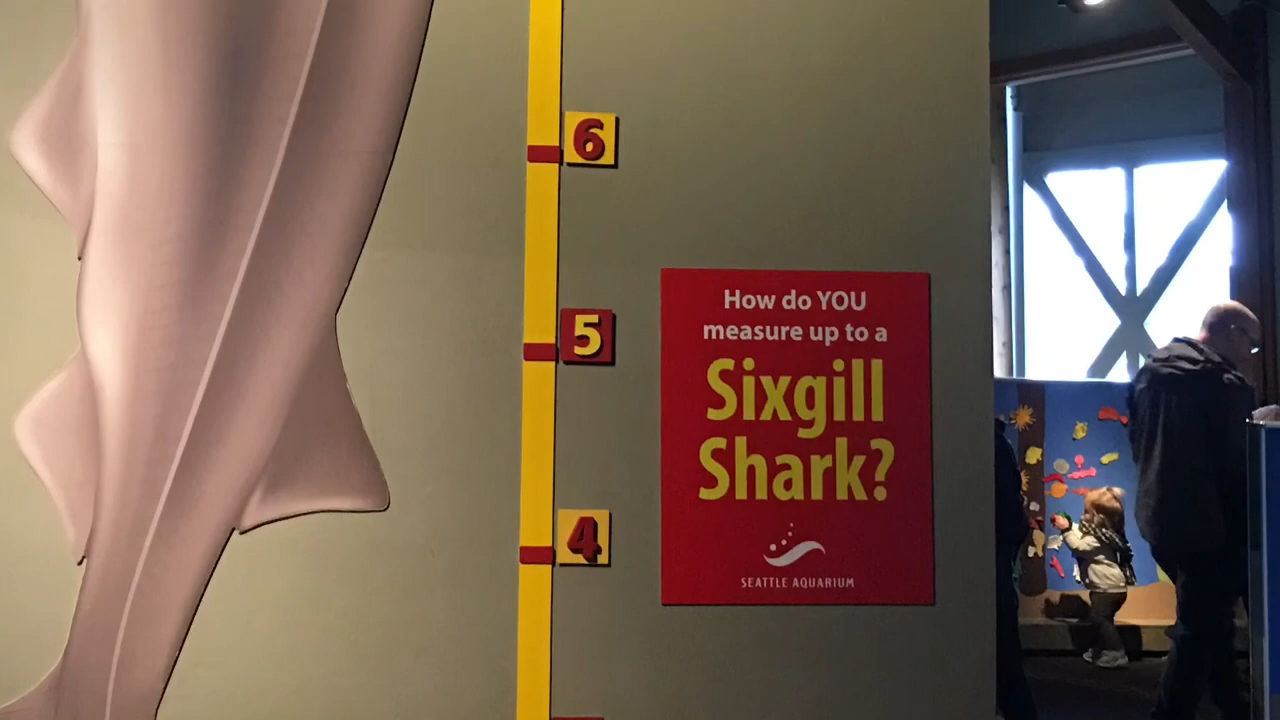 6
5
4
How do YOU
measure up to a
Sixgill
Shark?
SEATTLE AQUARIUM